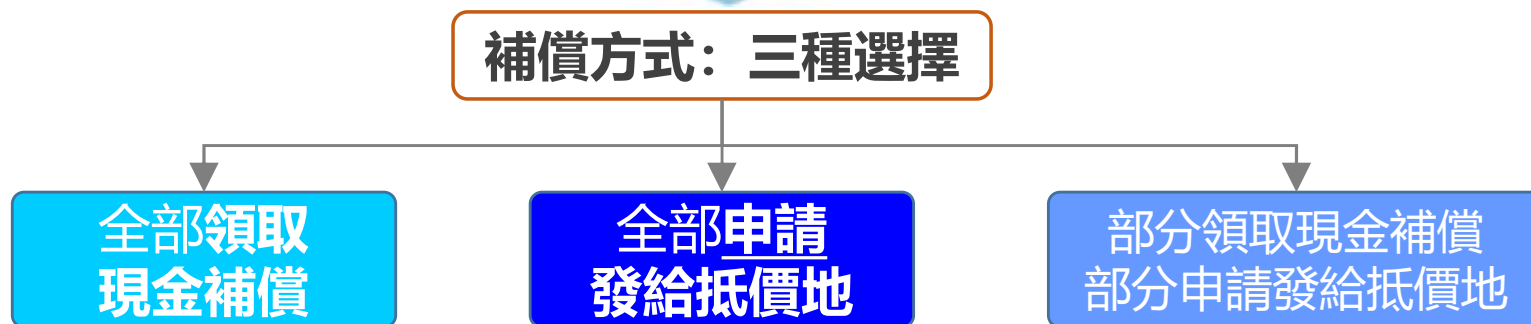 補償方式：三種選擇
全部領取
現金補償
全部申請
發給抵價地
部分領取現金補償
部分申請發給抵價地